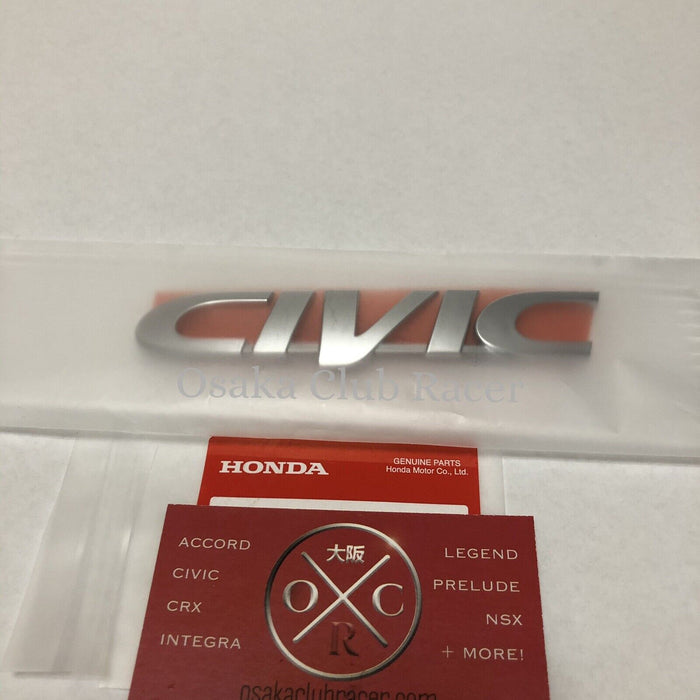 CIVIC
Osaka Club Racer
HONDA
GENUINE PARTS
Honda Motor Co., Ltd.
ACCORD
CIVIC
CRX
INTEGRA
大阪
O C
R
LEGEND
PRELUDE
NSX
+ MORE!
osakaclubracer.com